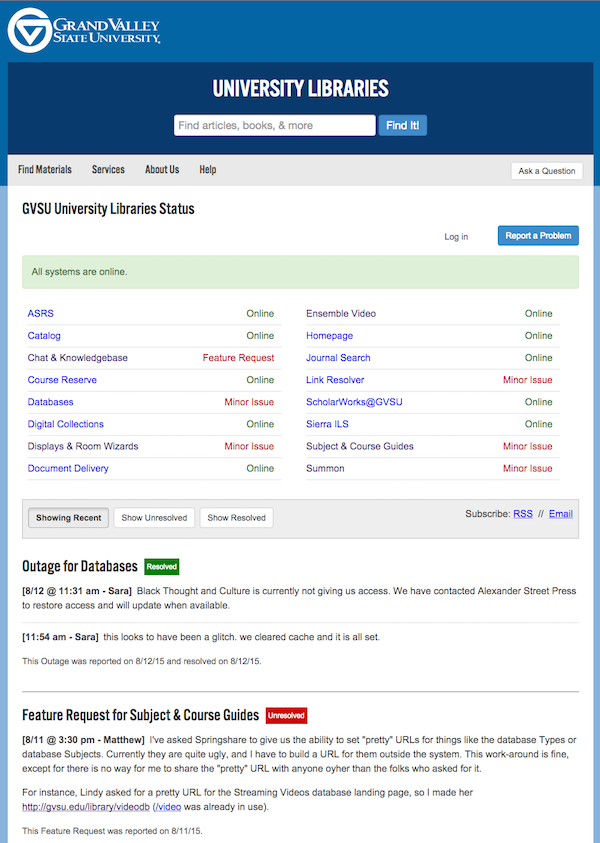 GRAND VALLEY
STATE UNIVERSITY.
UNIVERSITY LIBRARIES
Find articles, books, & more
Find It!
Find Materials Services About Us Help Ask a Question
GVSU University Libraries Status
Log in Report a Problem
All systems are online.
ASRS Online Ensemble Video Online
Catalog Online Homepage Online
Chat & Knowledgebase Feature Request Journal Search Online
Course Reserve Online Link Resolver Minor Issue
Databases Minor Issue ScholarWorks@GVSU Online
Digital Collections Online Sierra ILS Online
Displays & Room Wizards Minor Issue Subject & Course Guides Minor Issue
Document Delivery Online Summon Minor Issue
Showing Recent Show Unresolved Show Resolved Subscribe: RSS // Email
Outage for Databases Resolved
[8/12 @ 11:31 am - Sara] Black Thought and Culture is currently not giving us access. We have contacted Alexander Street Press
to restore access and will update when available.
[11:54 am - Sara] this looks to have been a glitch. we cleared cache and it is all set.
This Outage was reported on 8/12/15 and resolved on 8/12/15.
Feature Request for Subject & Course Guides Unresolved
[8/11 @ 3:30 pm - Matthew] I've asked Springshare to give us the ability to set "pretty" URLs for things like the database Types or
database Subjects. Currently they are quite ugly, and I have to build a URL for them outside the system. This work-around is fine,
except for there is no way for me to share the "pretty" URL with anyone oyher than the folks who asked for it.
For instance, Lindy asked for a pretty URL for the Streaming Videos database landing page, so I made her
http://gvsu.edu/library/videodb (/video was already in use).
This Feature Request was reported on 8/11/15.